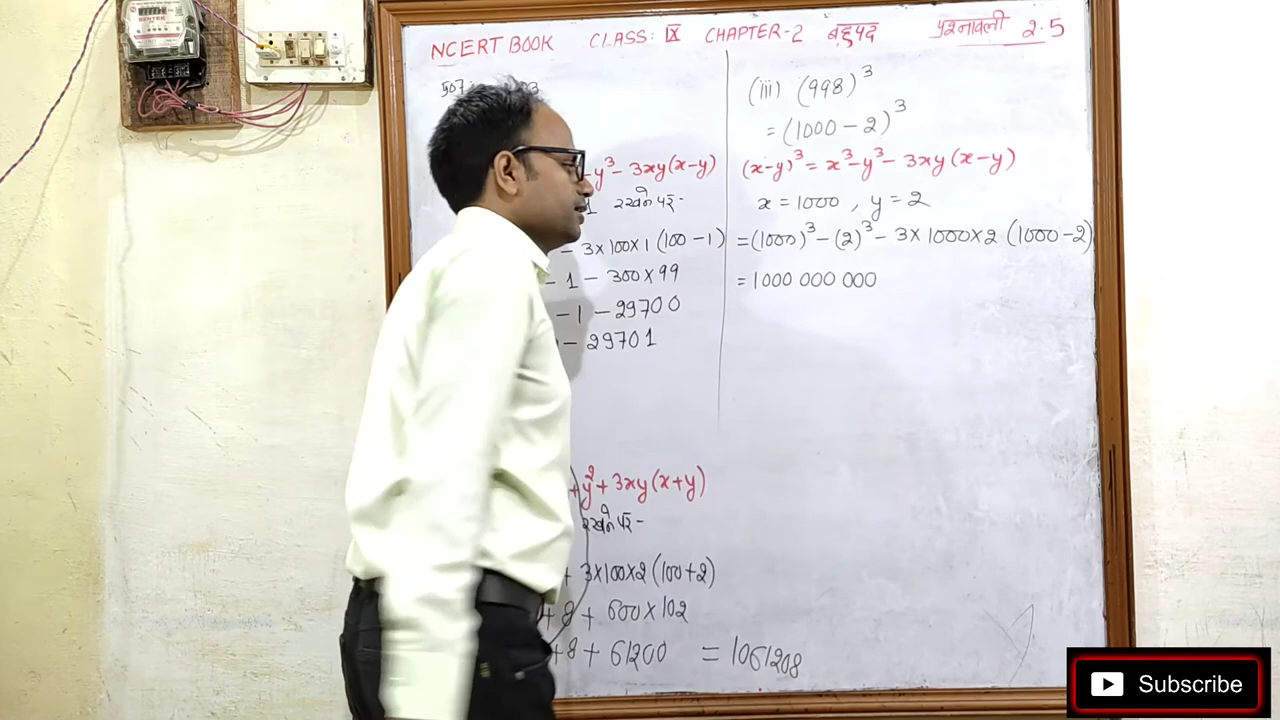 NCERT BOOK CLASS: IX CHAPTER-2 बहुपद प्रश्नावली 2.5
-y³ - 3xy(x-y)
1 रखने पर-
- 3×100×1(100-1)
- 1 - 300×99
- 1 - 29700
- 29701
+y² + 3xy(x+y)
रखने पर-
+ 3×100×2(100+2)
+ 8 + 600×102
+8 + 61200 = 1061208
(iii) (998)³
= (1000-2)³
(x-y)³ = x³-y³- 3xy(x-y)
x = 1000 , y = 2
= (1000)³ - (2)³ - 3×1000×2 (1000-2)
= 1000 000 000
Subscribe